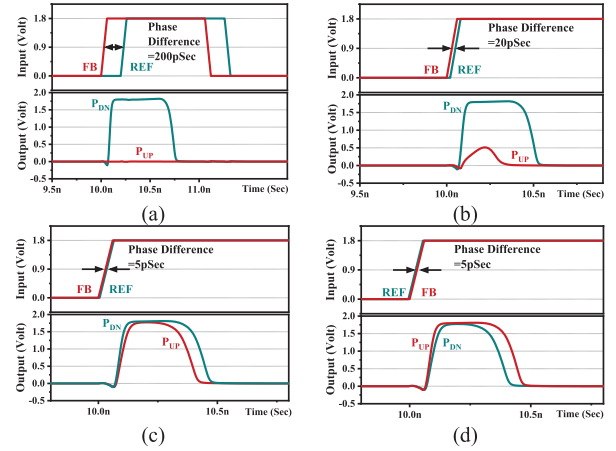 Input (Volt)
1.8
0.9
0.0
Phase
Difference
=200pSec
FB
REF
Output (Volt)
2.0
1.5
1.0
0.5
0.0
-0.5
PDN
PUP
9.5n
10.0n
10.5n
11.0n
Time (Sec)
(a)
Input (Volt)
1.8
0.9
0.0
Phase Difference
=20pSec
FB
REF
Output (Volt)
2.0
1.5
1.0
0.5
0.0
-0.5
PDN
PUP
9.5n
10.0n
10.5n
Time (Sec)
(b)
Input (Volt)
1.8
0.9
0.0
Phase Difference
=5pSec
FB
REF
Output (Volt)
2.0
1.5
1.0
0.5
0.0
-0.5
PDN
PUP
10.0n
10.5n
Time (Sec)
(c)
Input (Volt)
1.8
0.9
0.0
Phase Difference
=5pSec
REF
FB
Output (Volt)
2.0
1.5
1.0
0.5
0.0
-0.5
PUP
PDN
10.0n
10.5n
Time (Sec)
(d)